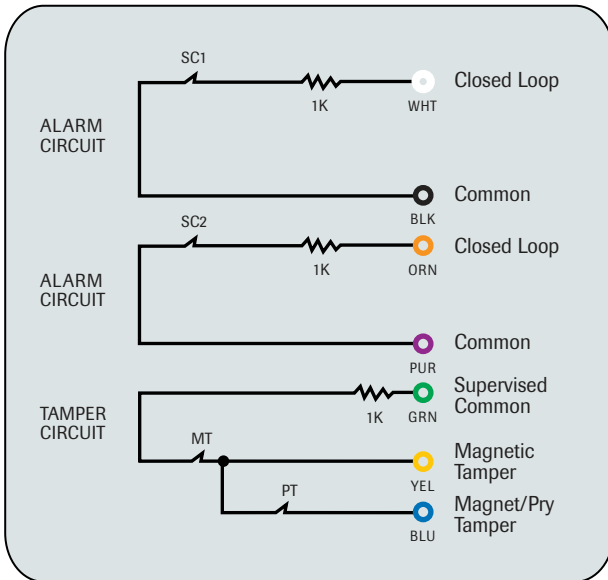 SC1
Closed Loop
1K
WHT
ALARM
CIRCUIT
Common
BLK
SC2
Closed Loop
1K
ORN
ALARM
CIRCUIT
Common
PUR
Supervised
Common
1K
GRN
TAMPER
CIRCUIT
MT
Magnetic
Tamper
YEL
PT
Magnet/Pry
Tamper
BLU